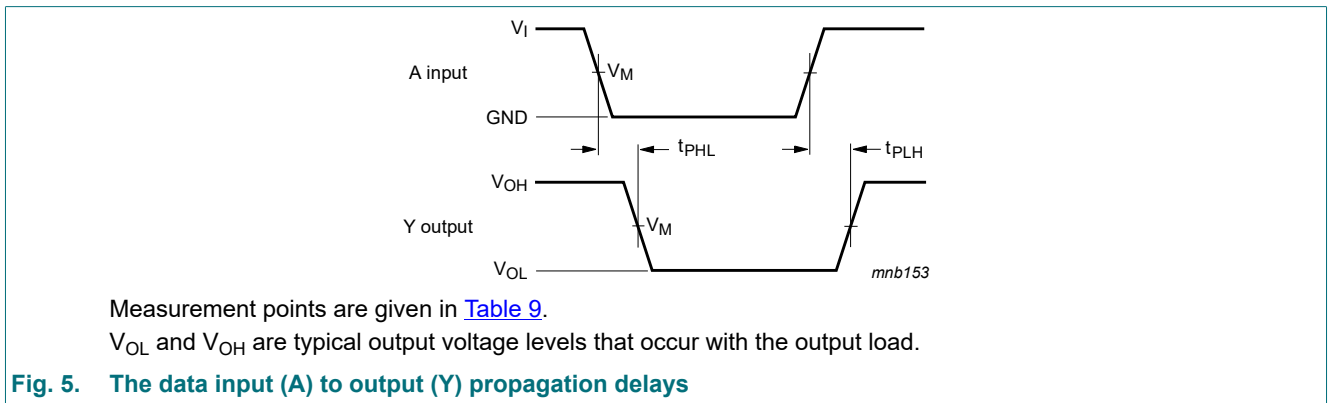 VI
A input
VM
GND
tPHL
tPLH
VOH
Y output
VM
VOL
mnb153
Measurement points are given in Table 9.
VOL and VOH are typical output voltage levels that occur with the output load.
Fig. 5. The data input (A) to output (Y) propagation delays